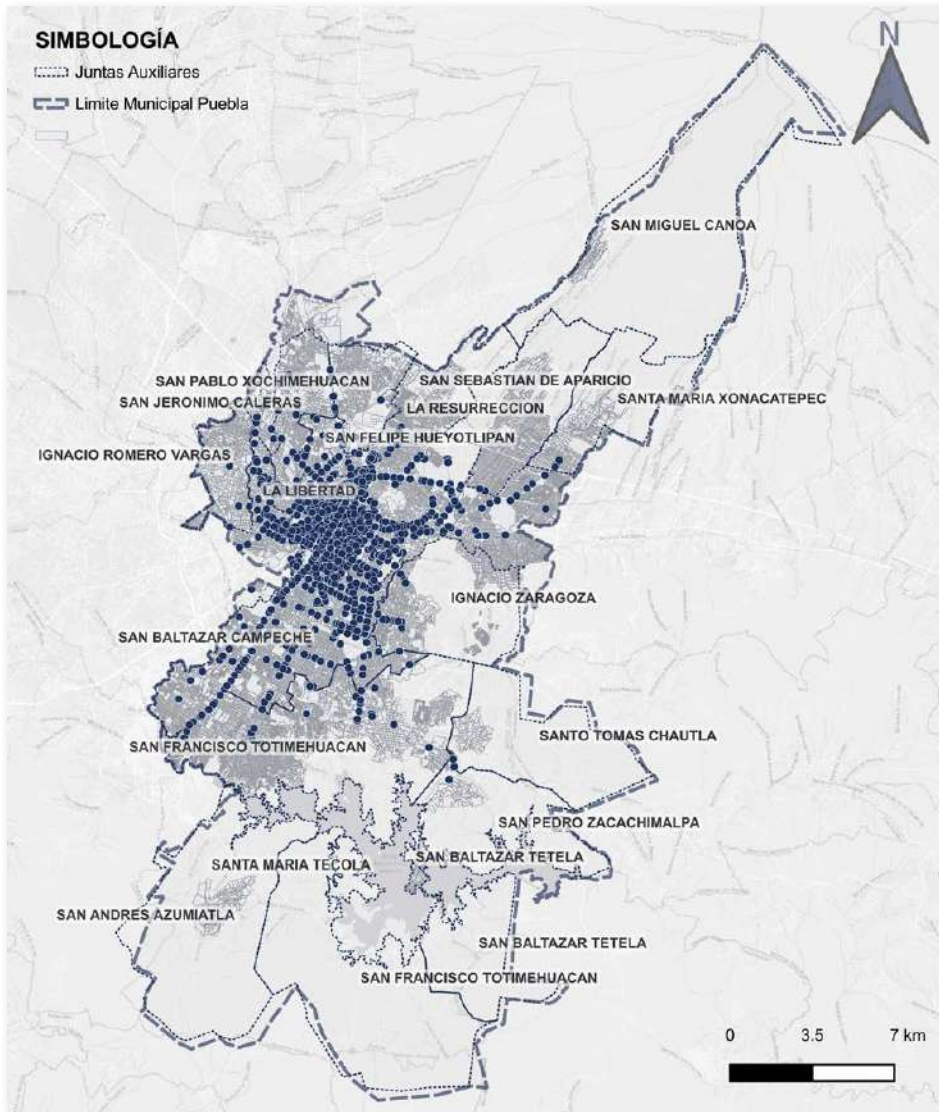 SIMBOLOGÍA
Juntas Auxiliares
Limite Municipal Puebla
N
SAN MIGUEL CANOA
SAN PABLO XOCHIMEHUACAN
SAN SEBASTIAN DE APARICIO
SAN JERONIMO CALERAS
LA RESURRECCION
SANTA MARIA XONACATEPEC
SAN FELIPE HUEYOTLIPAN
IGNACIO ROMERO VARGAS
LA LIBERTAD
IGNACIO ZARAGOZA
SAN BALTAZAR CAMPECHE
SANTO TOMAS CHAUTLA
SAN FRANCISCO TOTIMEHUACAN
SAN PEDRO ZACACHIMALPA
SANTA MARIA TECOLA
SAN BALTAZAR TETELA
SAN ANDRES AZUMIATLA
SAN BALTAZAR TETELA
SAN FRANCISCO TOTIMEHUACAN
0 3.5 7 km